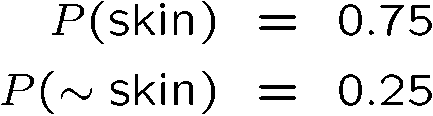 P(skin) = 0.75
P(∼ skin) = 0.25